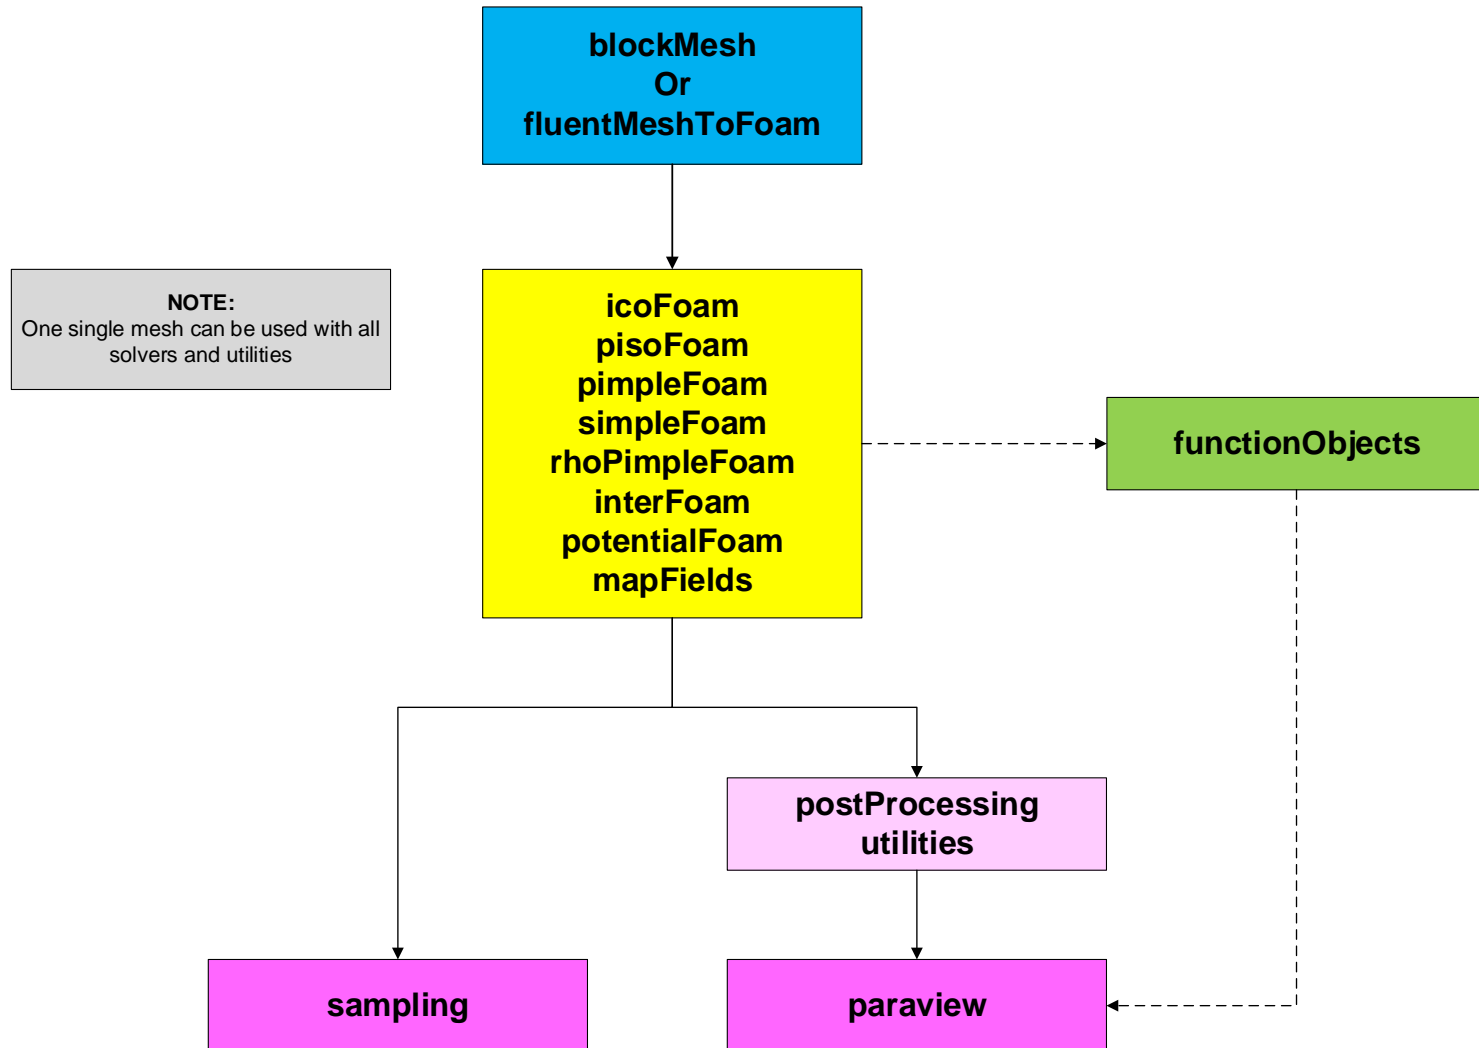 blockMesh
Or
fluentMeshToFoam
NOTE:
One single mesh can be used with all
solvers and utilities
icoFoam
pisoFoam
pimpleFoam
simpleFoam
rhoPimpleFoam
interFoam
potentialFoam
mapFields
functionObjects
postProcessing
utilities
sampling
paraview